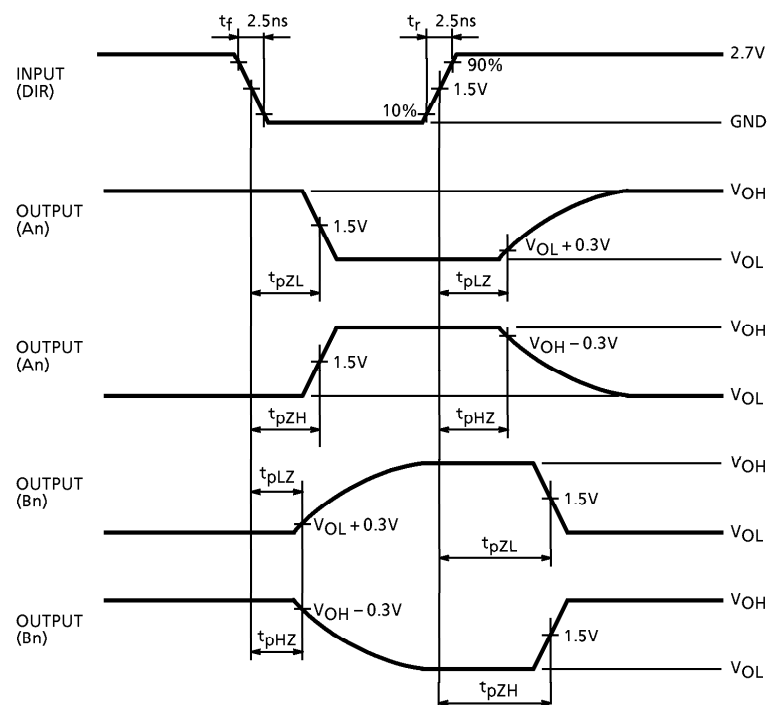 tf 2.5ns
tr 2.5ns
INPUT
(DIR)
2.7V
90%
1.5V
10%
GND
OUTPUT
(An)
VOH
1.5V
VOL + 0.3V
VOL
tpZL
tpLZ
OUTPUT
(An)
VOH
VOH − 0.3V
1.5V
VOL
tpZH
tpHZ
OUTPUT
(Bn)
tpLZ
VOH
1.5V
VOL + 0.3V
VOL
tpZL
OUTPUT
(Bn)
VOH
VOH − 0.3V
1.5V
tpHZ
VOL
tpZH